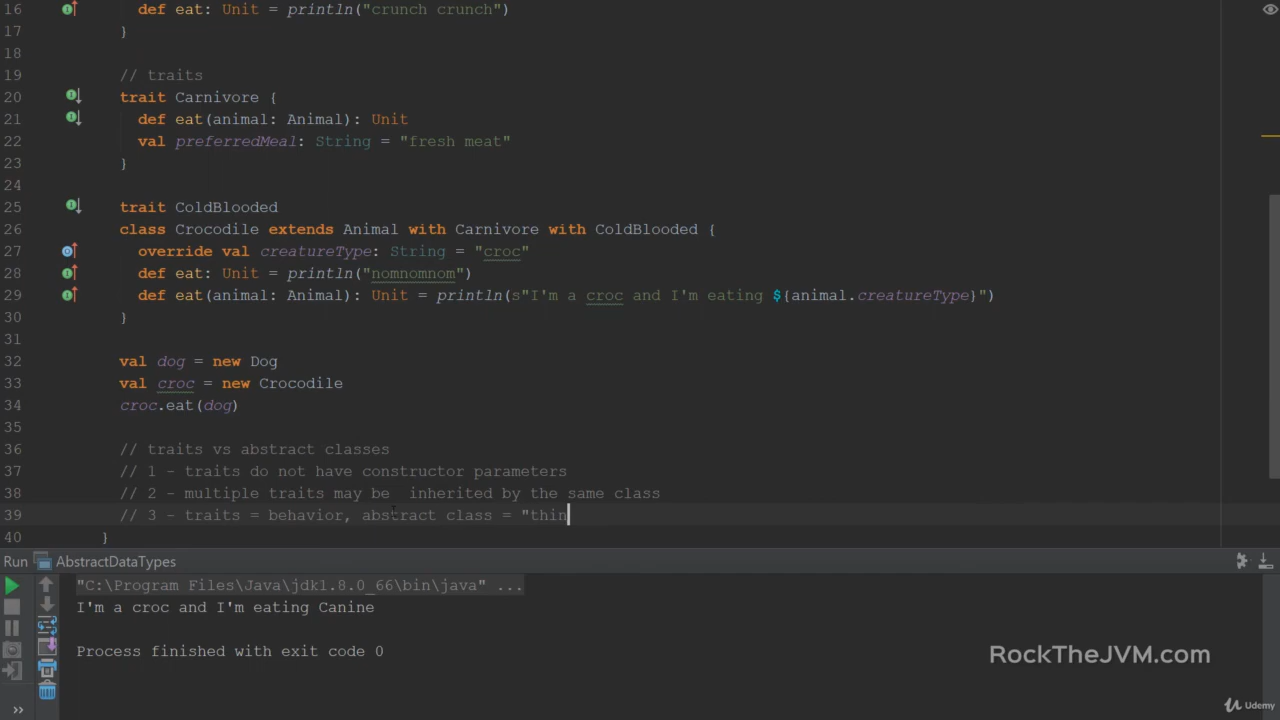 16 def eat: Unit = println("crunch crunch")
17 }
18
19 // traits
20 trait Carnivore {
21 def eat(animal: Animal): Unit
22 val preferredMeal: String = "fresh meat"
23 }
24
25 trait ColdBlooded
26 class Crocodile extends Animal with Carnivore with ColdBlooded {
27 override val creatureType: String = "croc"
28 def eat: Unit = println("nomnomnom")
29 def eat(animal: Animal): Unit = println(s"I'm a croc and I'm eating ${animal.creatureType}")
30 }
31
32 val dog = new Dog
33 val croc = new Crocodile
34 croc.eat(dog)
35
36 // traits vs abstract classes
37 // 1 - traits do not have constructor parameters
38 // 2 - multiple traits may be  inherited by the same class
39 // 3 - traits = behavior, abstract class = "thin
40 }
Run AbstractDataTypes
"C:\Program Files\Java\jdk1.8.0_66\bin\java" ...
I'm a croc and I'm eating Canine
Process finished with exit code 0
RockTheJVM.com
Udemy